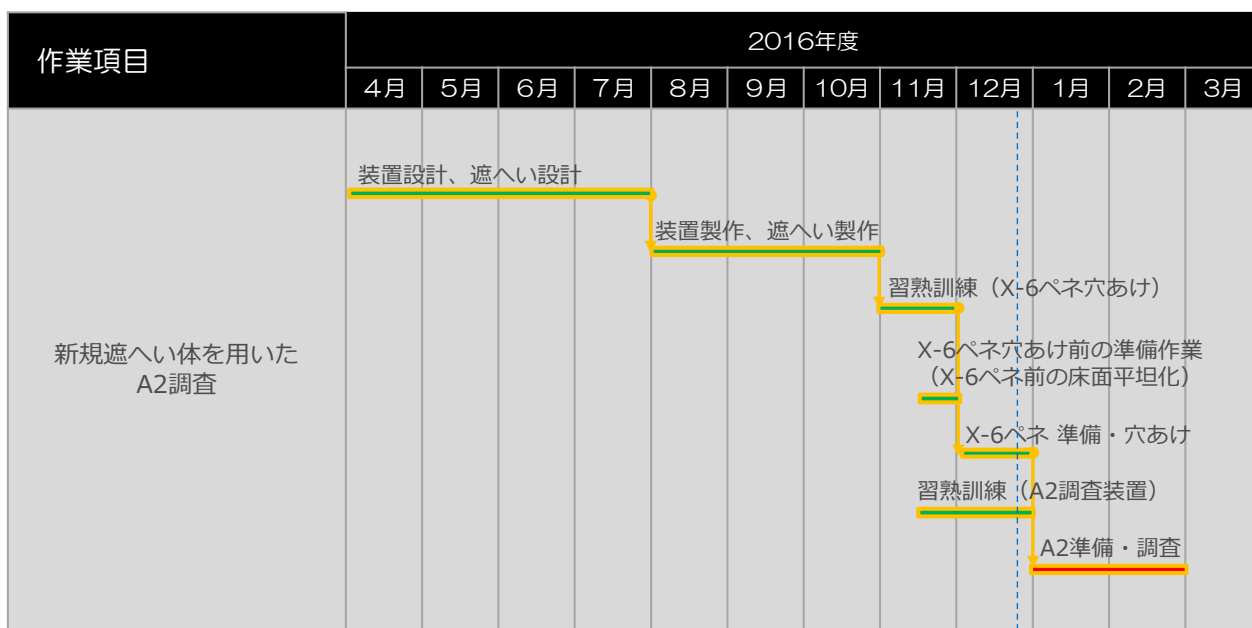 作業項目
2016年度
4月 5月 6月 7月 8月 9月 10月 11月 12月 1月 2月 3月
装置設計、遮へい設計
装置製作、遮へい製作
習熟訓練（X-6ペネ穴あけ）
新規遮へい体を用いた
A2調査
X-6ペネ穴あけ前の準備作業
（X-6ペネ前の床面平坦化）
X-6ペネ 準備・穴あけ
習熟訓練（A2調査装置）
A2準備・調査